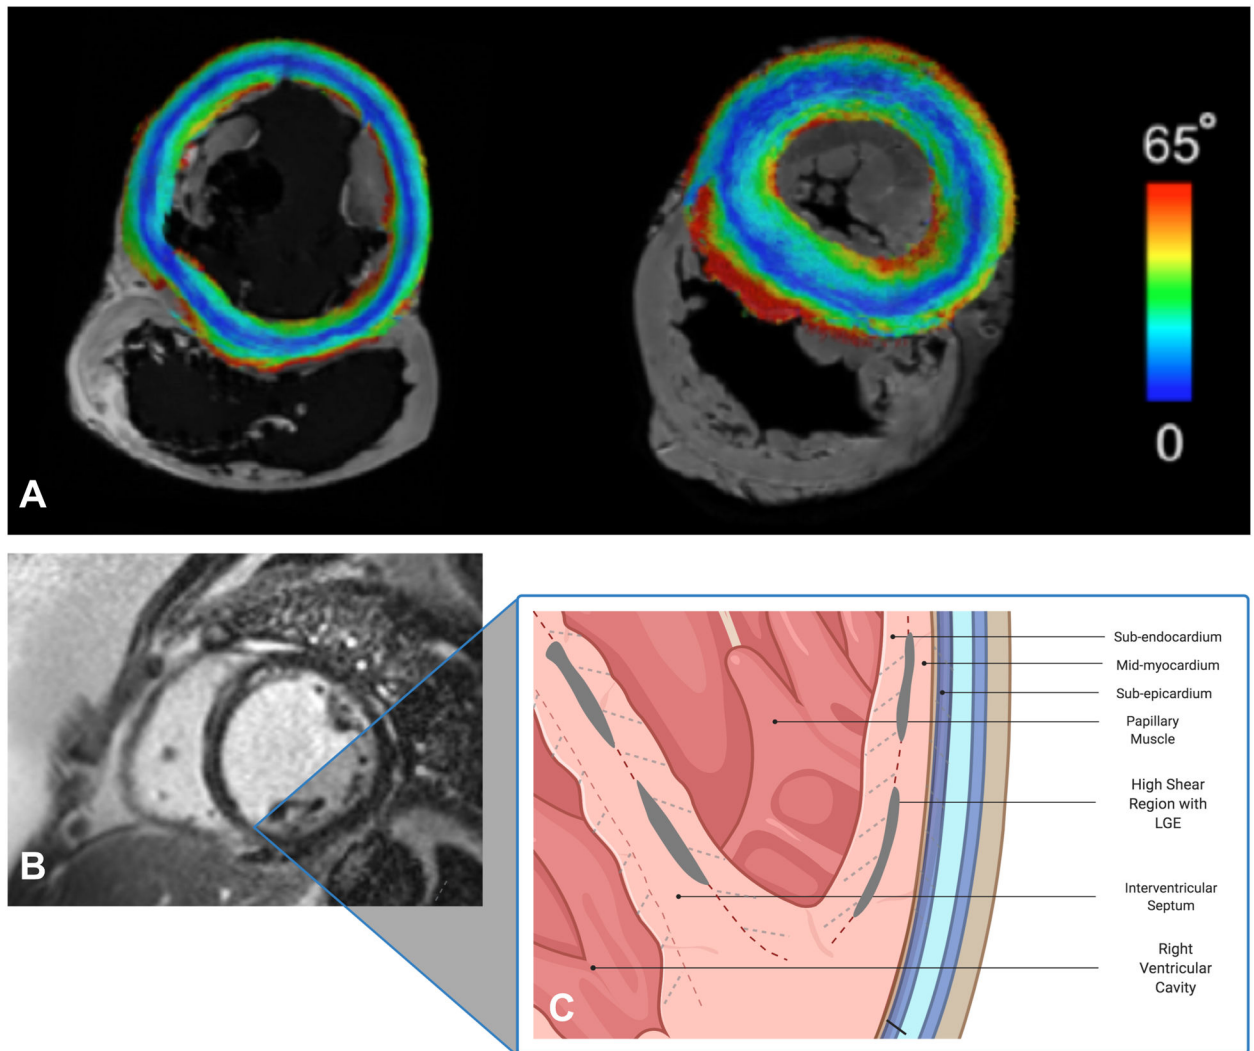 65°
0
A
B
Sub-endocardium
Mid-myocardium
Sub-epicardium
Papillary
Muscle
High Shear
Region with
LGE
Interventricular
Septum
Right
Ventricular
Cavity
C